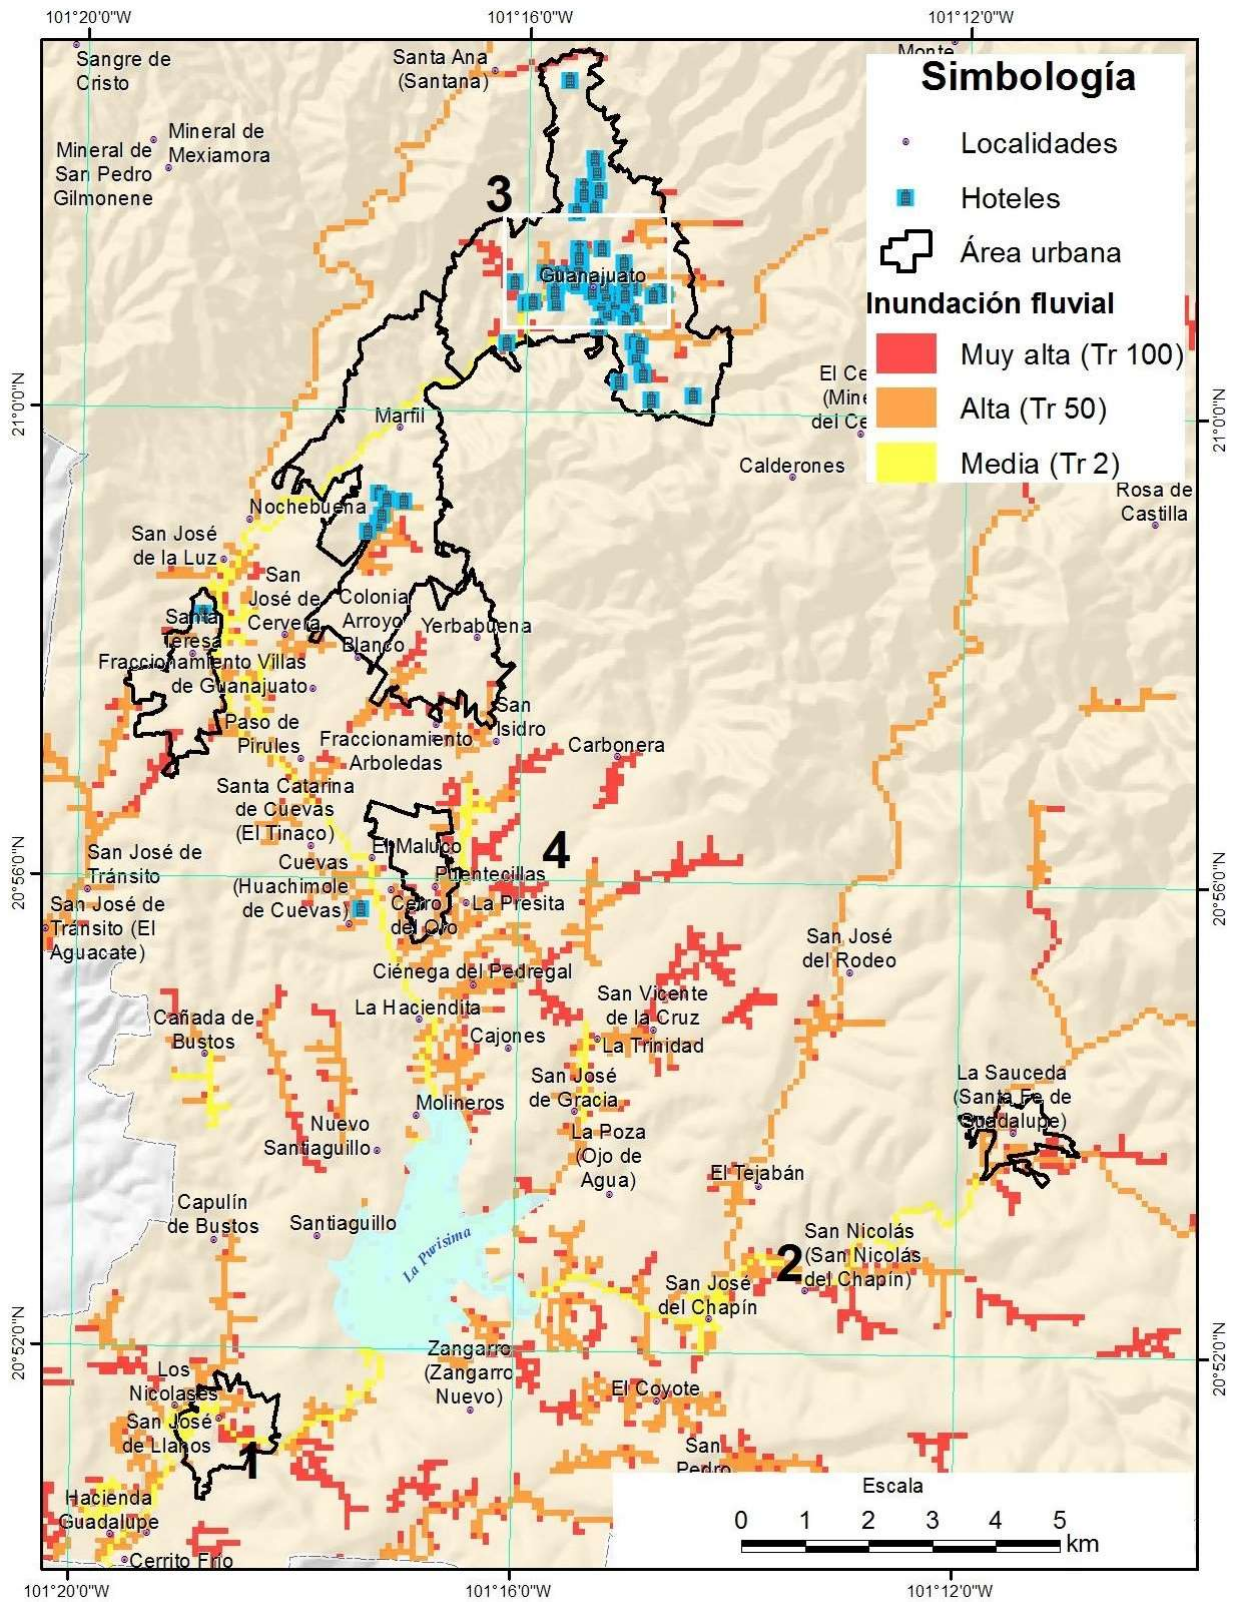 101°20'0"W
101°16'0"W
101°12'0"W
Sangre de
Cristo
Santa Ana
(Santana)
Monte
Simbología
Mineral de
Mexiamora
Mineral de
San Pedro
Gilmonene
Localidades
Hoteles
Área urbana
Inundación fluvial
Muy alta (Tr 100)
Alta (Tr 50)
Media (Tr 2)
3
Guanajuato
El Ce
(Mine
del Ce
21°0'0"N
21°0'0"N
Marfil
Calderones
Rosa de
Castilla
Nochebuena
San José
de la Luz
San
José de
Cervera
Colonia
Arroyo
Blanco
Yerbabuena
Santa
Teresa
Fraccionamiento Villas
de Guanajuato
San
Isidro
Paso de
Pirules
Fraccionamiento
Arboledas
Carbonera
Santa Catarina
de Cuevas
(El Tinaco)
4
El Maluco
San José de
Tránsito
Cuevas
(Huachimole
de Cuevas)
Puentecillas
20°56'0"N
20°56'0"N
Cerro
del Oro
La Presita
San José de
Tránsito (El
Aguacate)
San José
del Rodeo
Ciénega del Pedregal
La Haciendita
San Vicente
de la Cruz
Cañada de
Bustos
Cajones
La Trinidad
San José
de Gracia
La Sauceda
(Santa Fe de
Guadalupe)
Molineros
Nuevo
Santiaguillo
La Poza
(Ojo de
Agua)
El Tejabán
Capulín
de Bustos
Santiaguillo
La Purisima
San Nicolás
(San Nicolás
del Chapín)
2
San José
del Chapín
20°52'0"N
20°52'0"N
Zangarro
(Zangarro
Nuevo)
Los
Nicolases
El Coyote
San José
de Llanos
1
San
Pedro
Hacienda
Guadalupe
Cerrito Frío
Escala
0 1 2 3 4 5
km
101°20'0"W
101°16'0"W
101°12'0"W